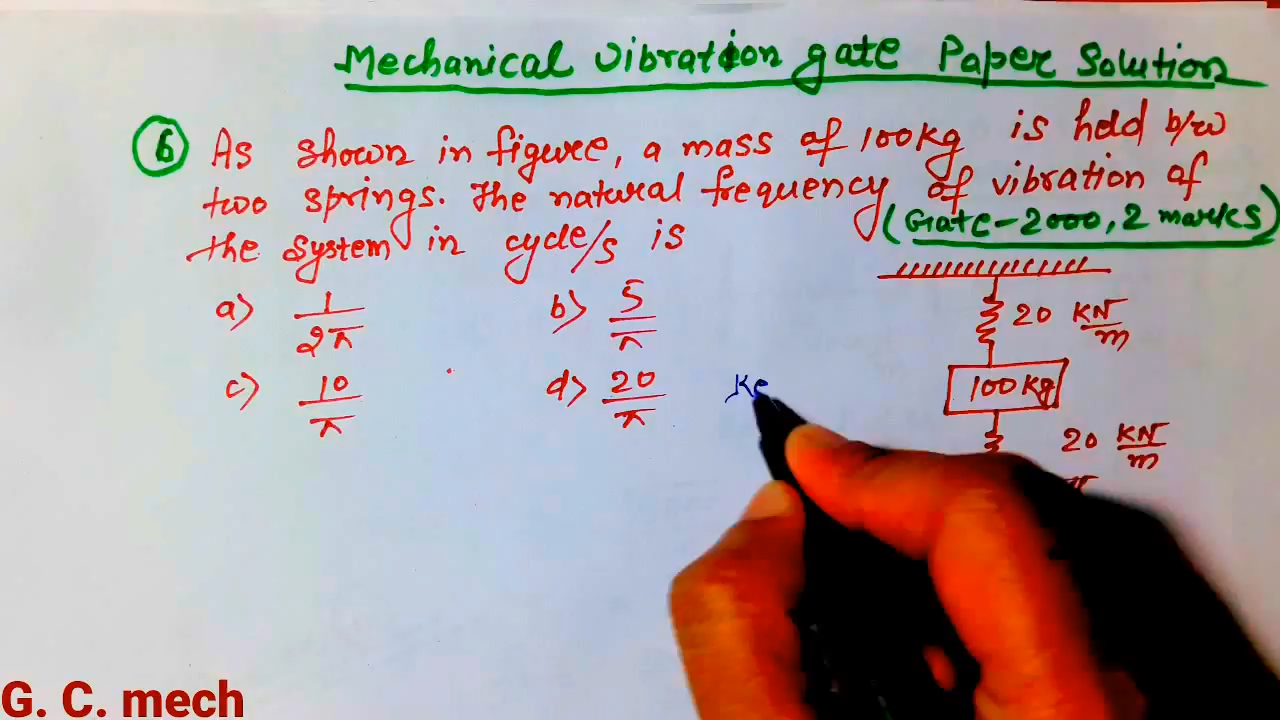 Mechanical Vibration gate Paper Solution
6 As shown in figure, a mass of 100kg is held b/w
two springs. The natural frequency of vibration of
(Gate-2000, 2 marks)
the system in cycle/s is
a) 1/2π b) 5/π
20 KN/m
c) 10/π d) 20/π Ke
100 Kg
20 KN/m
G. C. mech